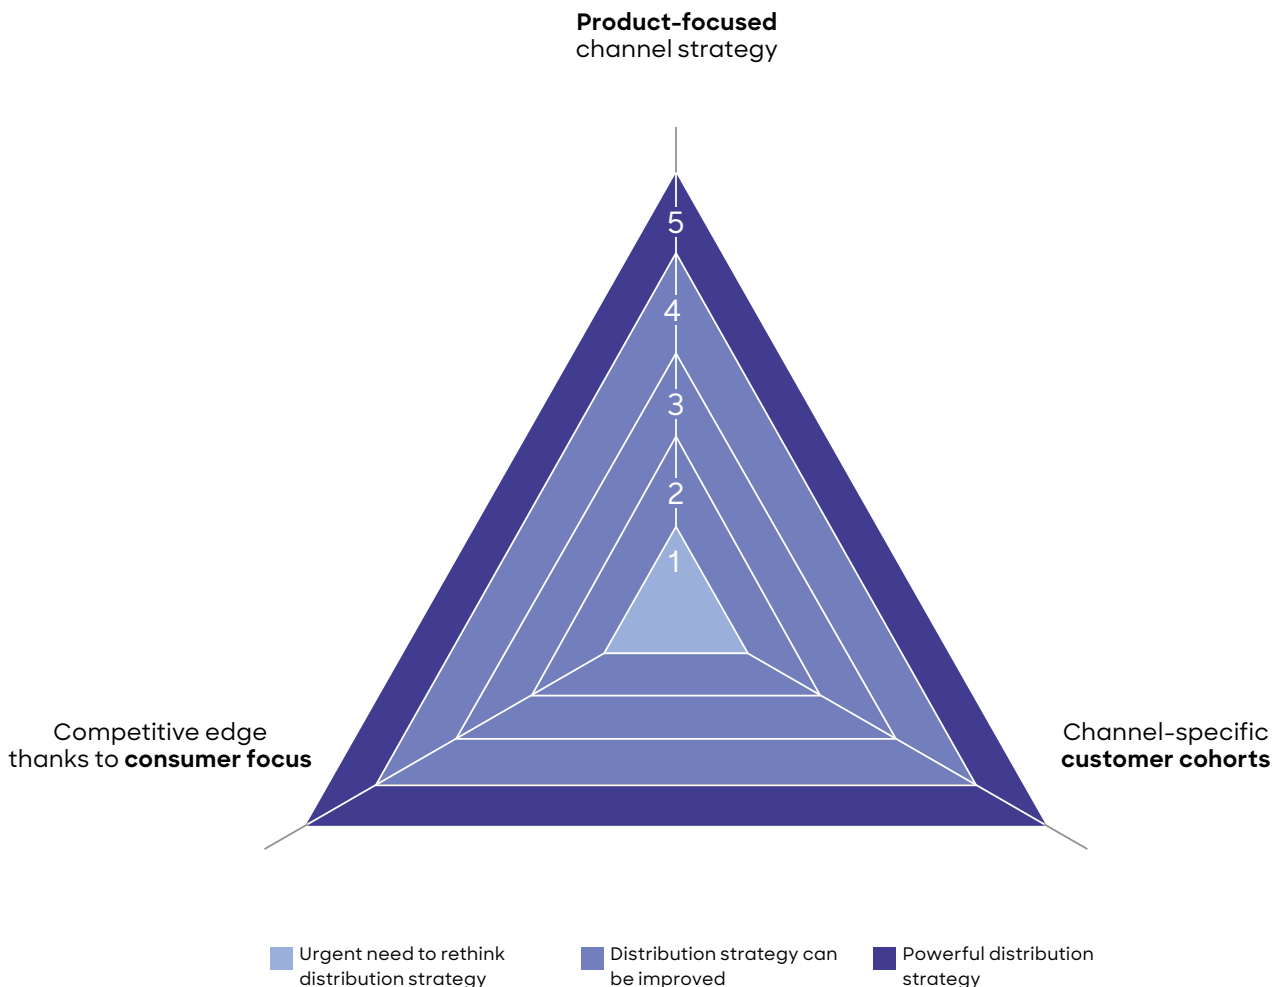 Product-focused
channel strategy
5
4
3
2
1
Competitive edge
thanks to consumer focus
Channel-specific
customer cohorts
Urgent need to rethink
distribution strategy
Distribution strategy can
be improved
Powerful distribution
strategy